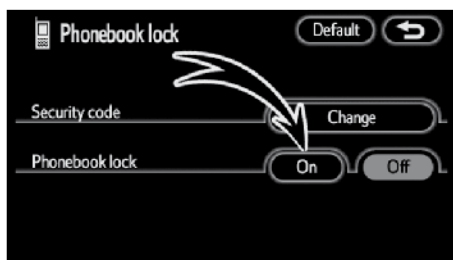 Phonebook lock Default
Security code Change
Phonebook lock On Off